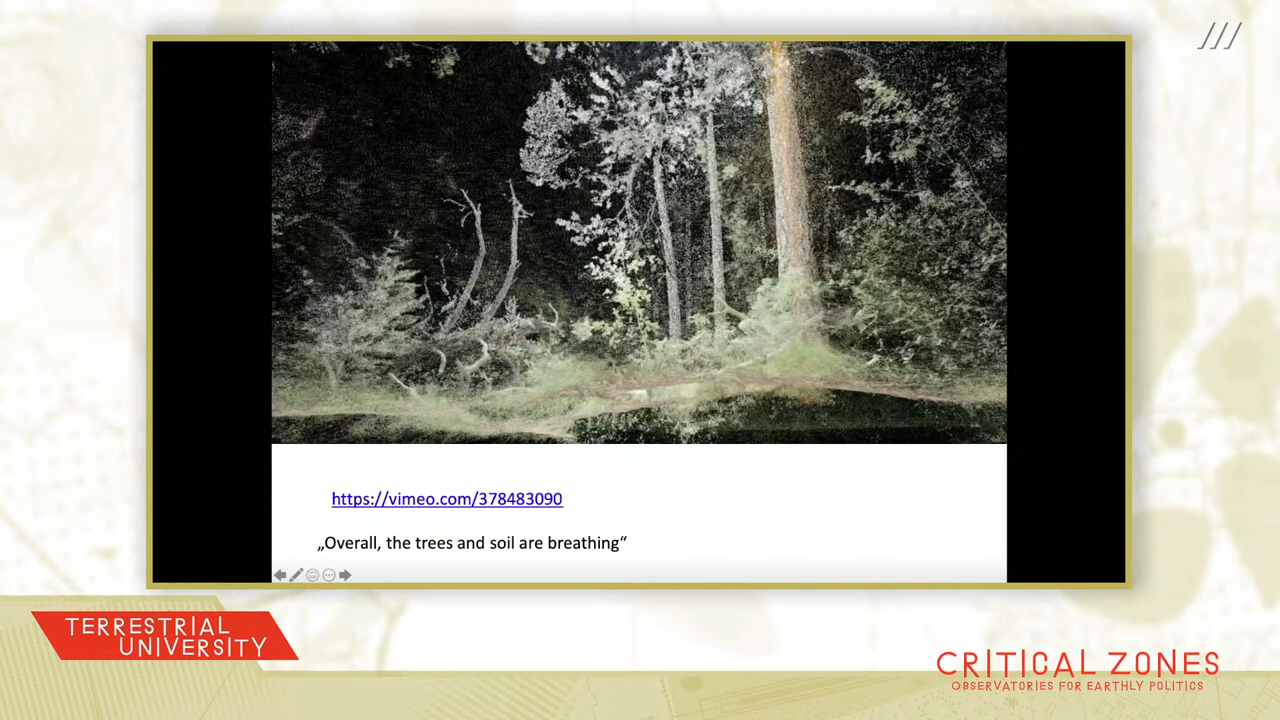 https://vimeo.com/378483090
„Overall, the trees and soil are breathing“
TERRESTRIAL
UNIVERSITY
CRITICAL ZONES
OBSERVATORIES FOR EARTHLY POLITICS